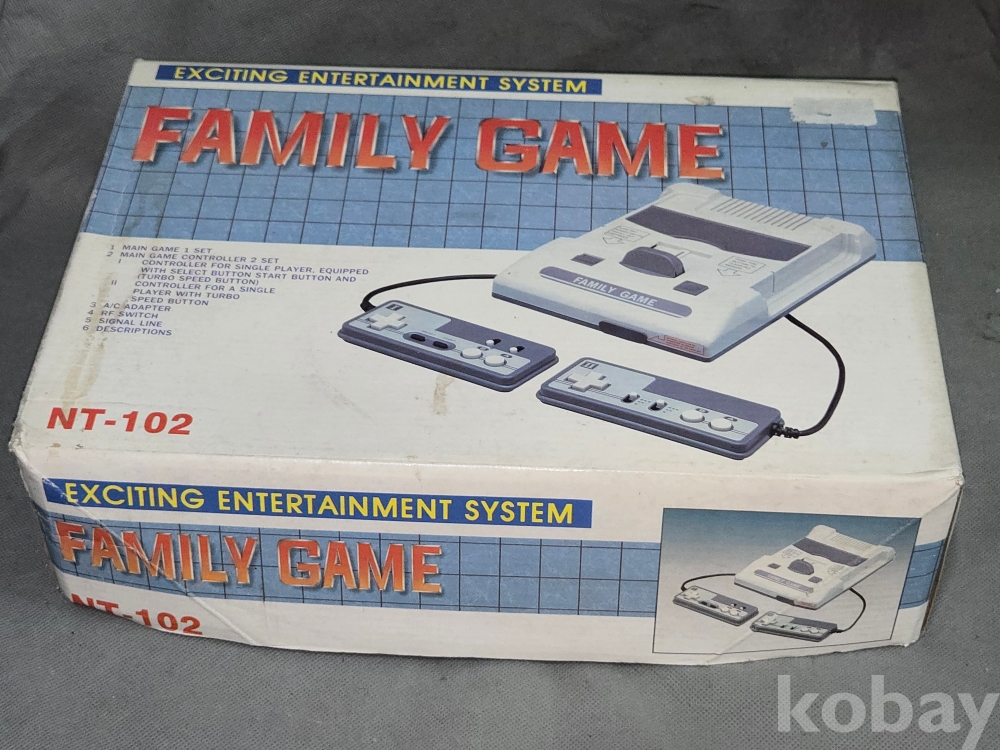 EXCITING ENTERTAINMENT SYSTEM
FAMILY GAME
1 MAIN GAME 1 SET
2 MAIN GAME CONTROLLER 2 SET
I CONTROLLER FOR SINGLE PLAYER, EQUIPPED
WITH SELECT BUTTON START BUTTON AND
(TURBO SPEED BUTTON)
II CONTROLLER FOR A SINGLE
PLAYER WITH TURBO
SPEED BUTTON
3 A/C ADAPTER
4 RF SWITCH
5 SIGNAL LINE
6 DESCRIPTIONS
FAMILY GAME
I
II
NT-102
EXCITING ENTERTAINMENT SYSTEM
FAMILY GAME
NT-102
kobay